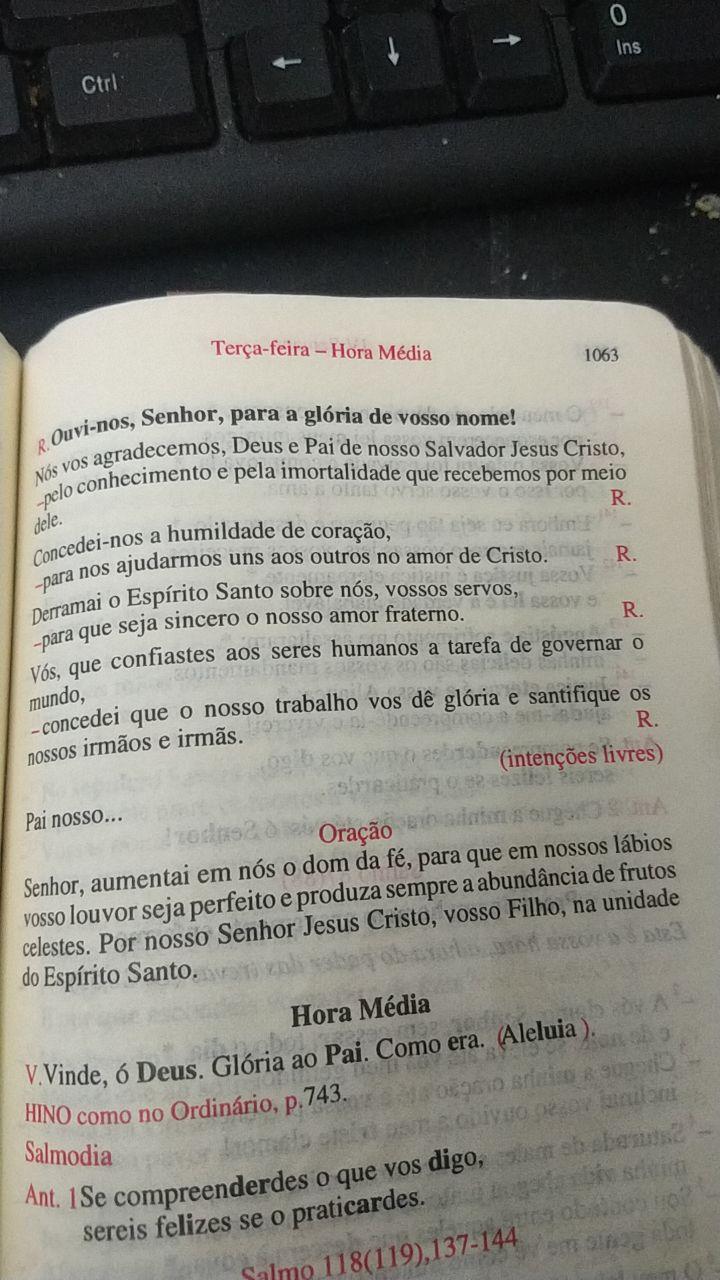 Ctrl
←
↓
→
0
Ins
Terça-feira – Hora Média 1063
R. Ouvi-nos, Senhor, para a glória de vosso nome!
Nós vos agradecemos, Deus e Pai de nosso Salvador Jesus Cristo,
–pelo conhecimento e pela imortalidade que recebemos por meio
dele. R.
Concedei-nos a humildade de coração,
–para nos ajudarmos uns aos outros no amor de Cristo. R.
Derramai o Espírito Santo sobre nós, vossos servos,
–para que seja sincero o nosso amor fraterno. R.
Vós, que confiastes aos seres humanos a tarefa de governar o
mundo,
–concedei que o nosso trabalho vos dê glória e santifique os
nossos irmãos e irmãs. R.
(intenções livres)
Pai nosso...
Oração
Senhor, aumentai em nós o dom da fé, para que em nossos lábios
vosso louvor seja perfeito e produza sempre a abundância de frutos
celestes. Por nosso Senhor Jesus Cristo, vosso Filho, na unidade
do Espírito Santo.
Hora Média
V. Vinde, ó Deus. Glória ao Pai. Como era. (Aleluia).
HINO como no Ordinário, p.743.
Salmodia
Ant. 1 Se compreenderdes o que vos digo,
sereis felizes se o praticardes.
Salmo 118(119),137-144